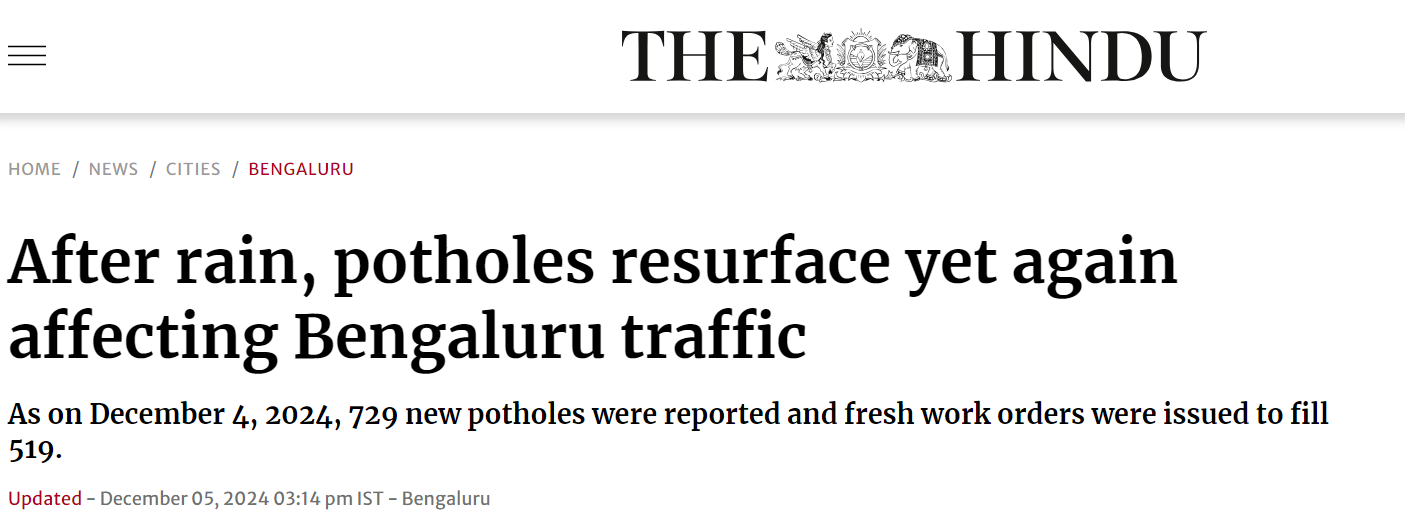 THE HINDU
HOME / NEWS / CITIES / BENGALURU
After rain, potholes resurface yet again
affecting Bengaluru traffic
As on December 4, 2024, 729 new potholes were reported and fresh work orders were issued to fill
519.
Updated - December 05, 2024 03:14 pm IST - Bengaluru